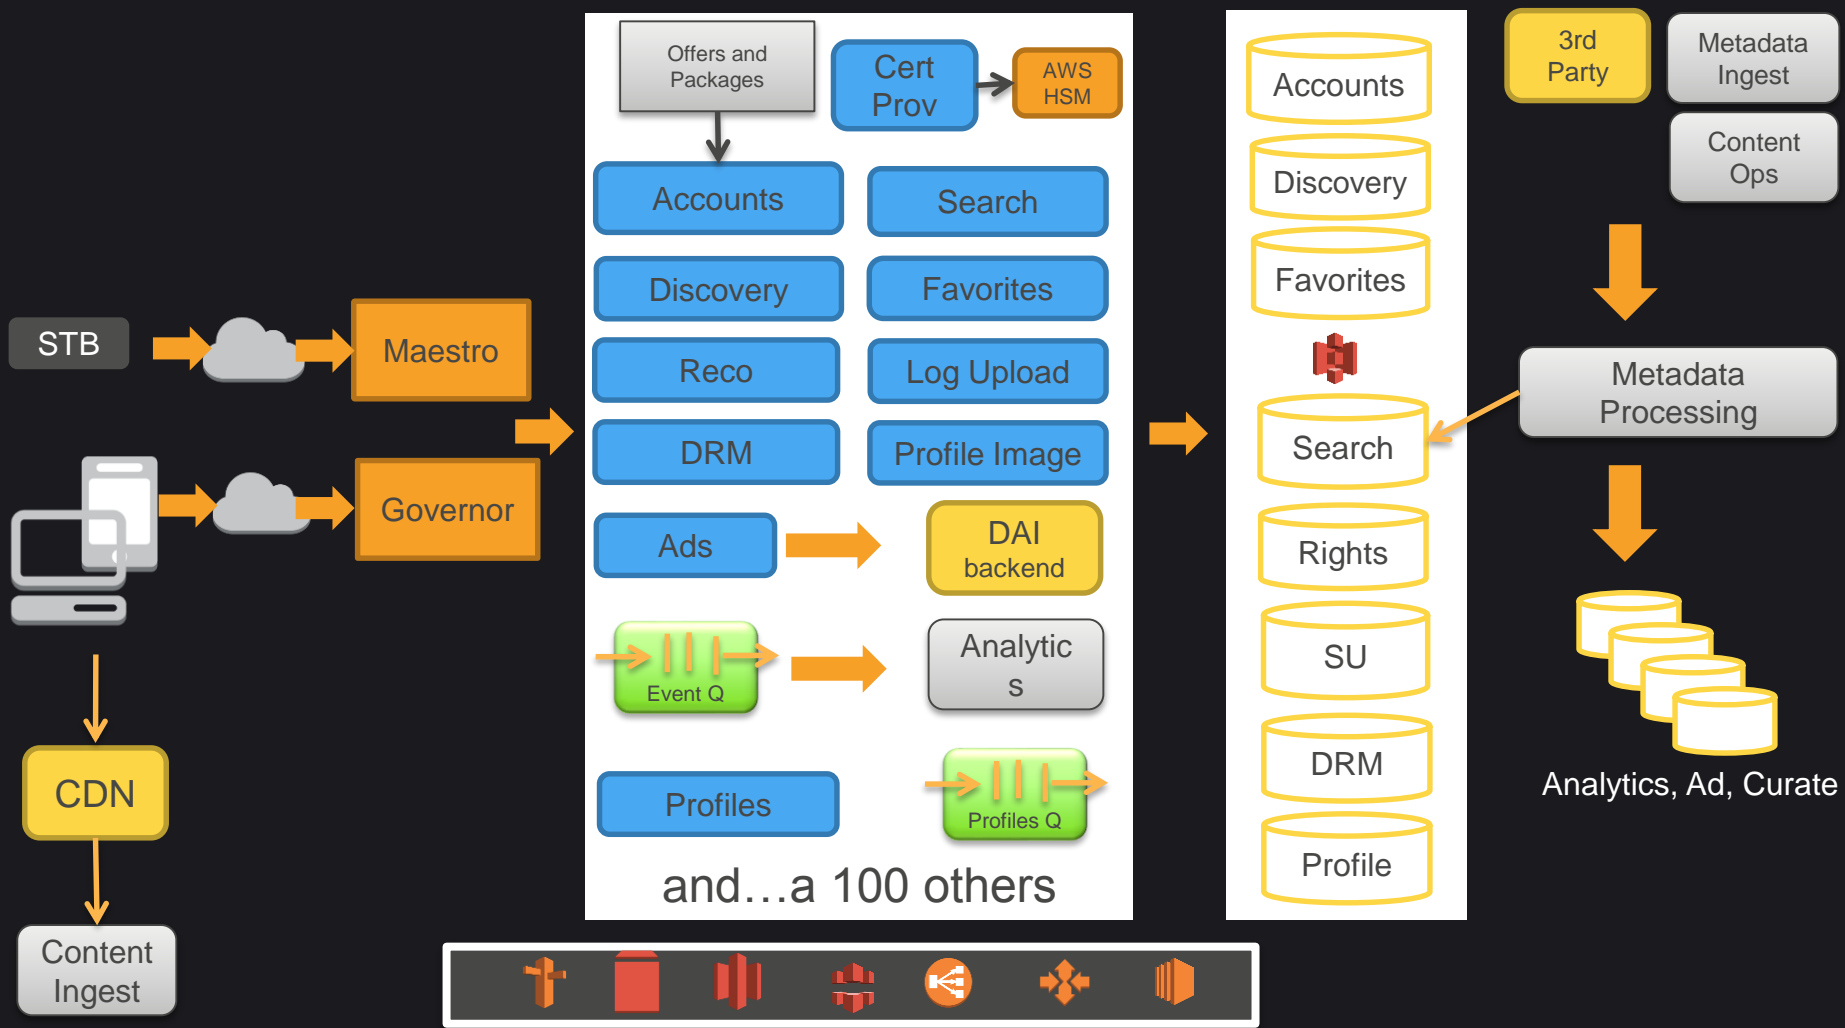 STB
Maestro
Governor
CDN
Content
Ingest
Offers and
Packages
Cert
Prov
AWS
HSM
Accounts
Search
Discovery
Favorites
Reco
Log Upload
DRM
Profile Image
Ads
DAI
backend
Event Q
Analytic
s
Profiles
Profiles Q
and…a 100 others
Accounts
Discovery
Favorites
Search
Rights
SU
DRM
Profile
3rd
Party
Metadata
Ingest
Content
Ops
Metadata
Processing
Analytics, Ad, Curate